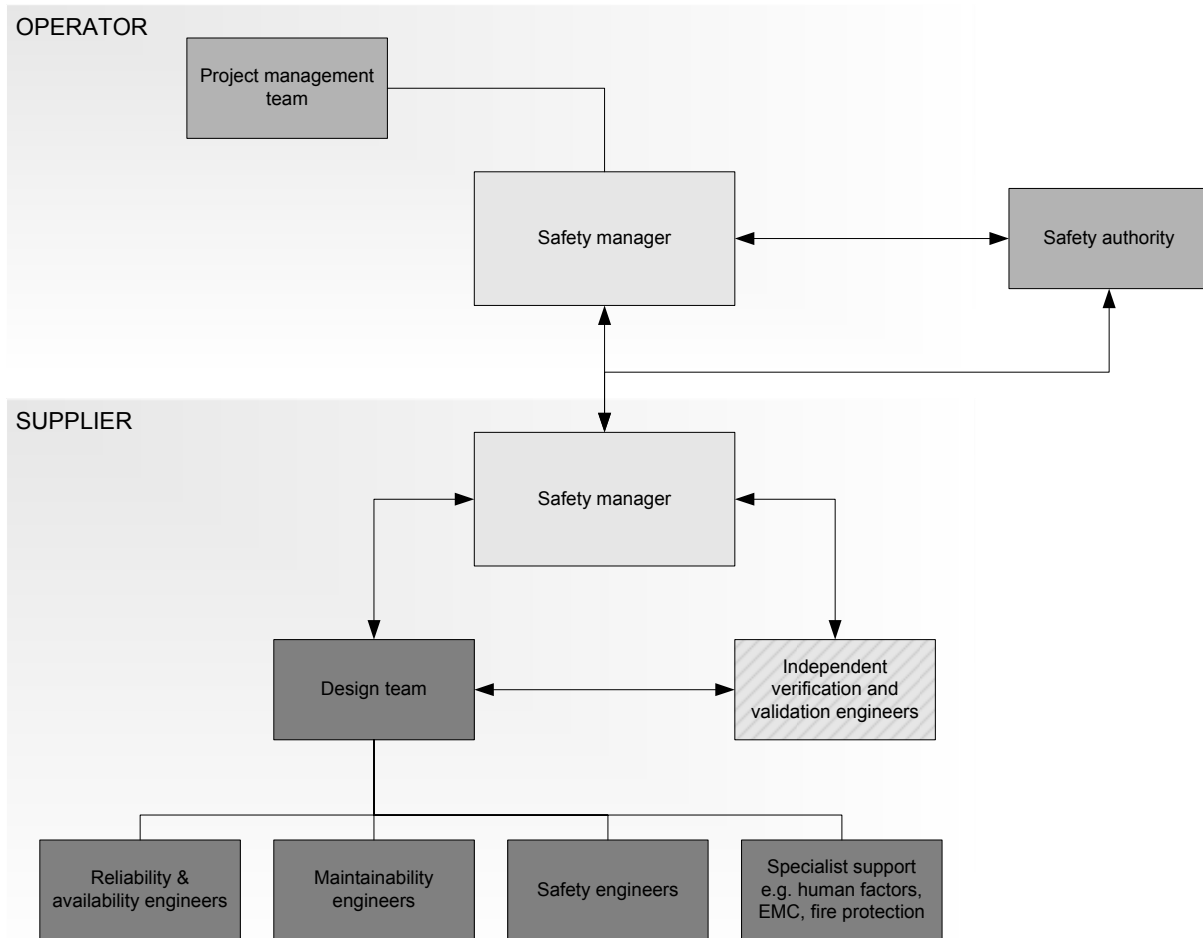 OPERATOR
Project management
team
Safety manager
Safety authority
SUPPLIER
Safety manager
Design team
Independent
verification and
validation engineers
Reliability &
availability engineers
Maintainability
engineers
Safety engineers
Specialist support
e.g. human factors,
EMC, fire protection